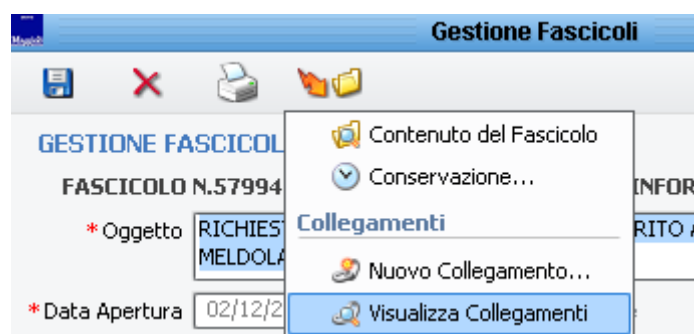 Maggioli
Gestione Fascicoli
GESTIONE FASCICOL
Contenuto del Fascicolo
FASCICOLO N.57994
Conservazione...
INFOR
*Oggetto
RICHIEST
Collegamenti
RITO A
MELDOLA
Nuovo Collegamento...
*Data Apertura
02/12/2
Visualizza Collegamenti